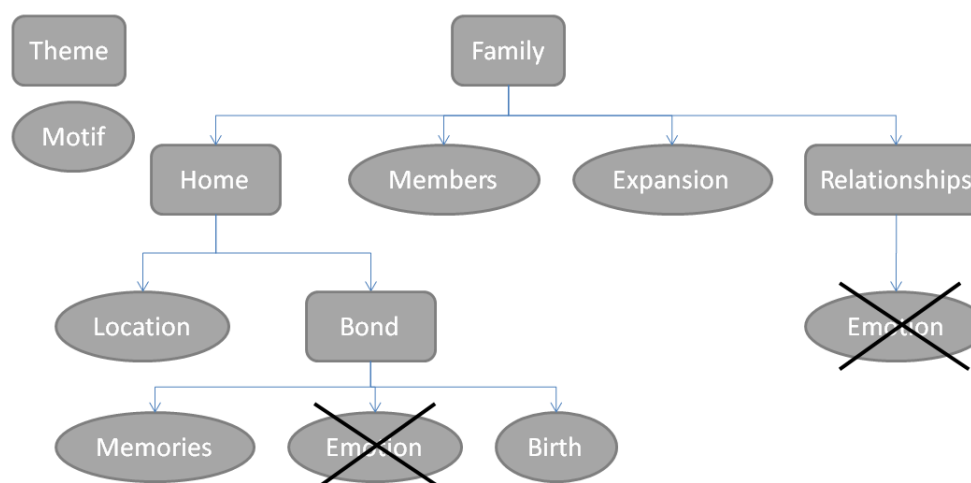 Theme
Family
Motif
Home
Members
Expansion
Relationships
Location
Bond
Emotion
Memories
Emotion
Birth